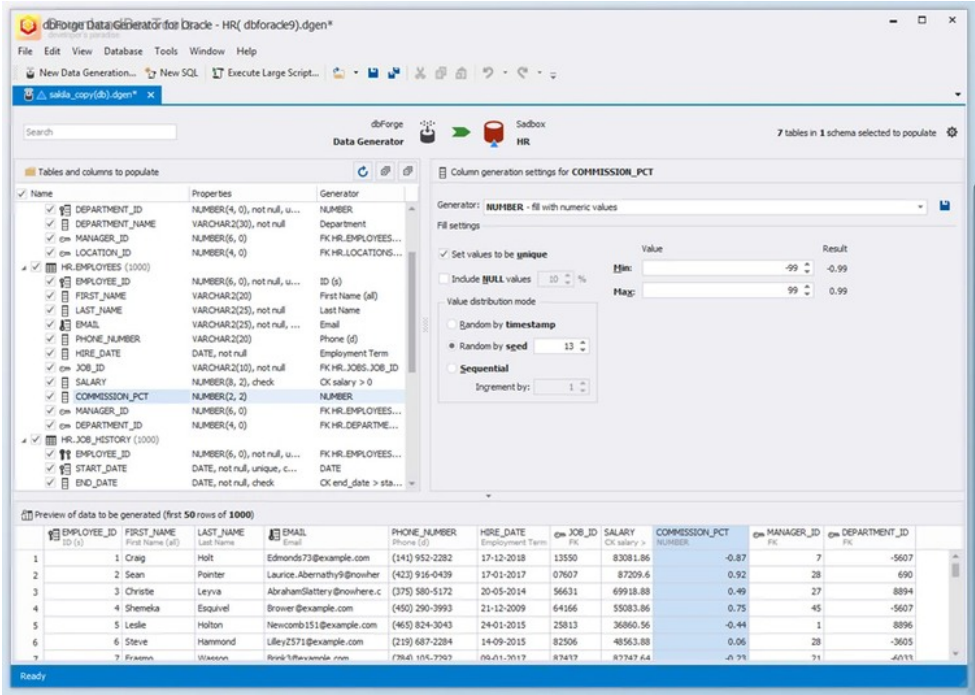 dbForge Data Generator for Oracle - HR( dbforacle9).dgen*
File Edit View Database Tools Window Help
New Data Generation... New SQL Execute Large Script...
sakila_copy(db).dgen*
Search
dbForge
Data Generator
Sadbox
HR
7 tables in 1 schema selected to populate
Tables and columns to populate
Column generation settings for COMMISSION_PCT
Name Properties Generator
DEPARTMENT_ID NUMBER(4, 0), not null, u... NUMBER
DEPARTMENT_NAME VARCHAR2(30), not null Department
MANAGER_ID NUMBER(6, 0) FK HR.EMPLOYEES...
LOCATION_ID NUMBER(4, 0) FK HR.LOCATIONS...
HR.EMPLOYEES (1000)
EMPLOYEE_ID NUMBER(6, 0), not null, u... ID (s)
FIRST_NAME VARCHAR2(20) First Name (all)
LAST_NAME VARCHAR2(25), not null Last Name
EMAIL VARCHAR2(25), not null, ... Email
PHONE_NUMBER VARCHAR2(20) Phone (d)
HIRE_DATE DATE, not null Employment Term
JOB_ID VARCHAR2(10), not null FK HR.JOBS.JOB_ID
SALARY NUMBER(8, 2), check CK salary > 0
COMMISSION_PCT NUMBER(2, 2) NUMBER
MANAGER_ID NUMBER(6, 0) FK HR.EMPLOYEES...
DEPARTMENT_ID NUMBER(4, 0) FK HR.DEPARTME...
HR.JOB_HISTORY (1000)
EMPLOYEE_ID NUMBER(6, 0), not null, u... FK HR.EMPLOYEES...
START_DATE DATE, not null, unique, c... DATE
END_DATE DATE, not null, check CK end_date > sta...
Generator: NUMBER - fill with numeric values
Fill settings
Set values to be unique
Include NULL values 10 %
Value distribution mode
Random by timestamp
Random by seed 13
Sequential
Increment by: 1
Value Result
Min: -99 -0.99
Max: 99 0.99
Preview of data to be generated (first 50 rows of 1000)
EMPLOYEE_ID FIRST_NAME LAST_NAME EMAIL PHONE_NUMBER HIRE_DATE JOB_ID SALARY COMMISSION_PCT MANAGER_ID DEPARTMENT_ID
ID (s) First Name (all) Last Name Email Phone (d) Employment Term FK CK salary > NUMBER FK FK
1 1 Craig Holt Edmonds73@example.com (141) 952-2282 17-12-2018 13550 83081.86 -0.87 7 -5607
2 2 Sean Pointer Laurice.Abernathy9@nowher (423) 916-0439 17-01-2017 07607 87209.6 0.92 28 690
3 3 Christie Leyva AbrahamSlattery@nowhere.c (375) 580-5172 20-05-2014 56631 69918.88 0.49 27 8894
4 4 Shemeka Esquivel Brower@example.com (450) 290-3993 21-12-2009 64166 55083.86 0.75 45 -5607
5 5 Leslie Holton Newcomb151@example.com (465) 824-3043 24-01-2015 25813 36860.56 -0.44 1 8896
6 6 Steve Hammond LilleyZ571@example.com (219) 687-2284 14-09-2015 82506 48563.88 0.06 28 -3605
7 7 Erasmo Wasson Brink3@example.com (784) 105-7292 09-01-2017 87437 82747.64 -0.23 21 -6033
Ready